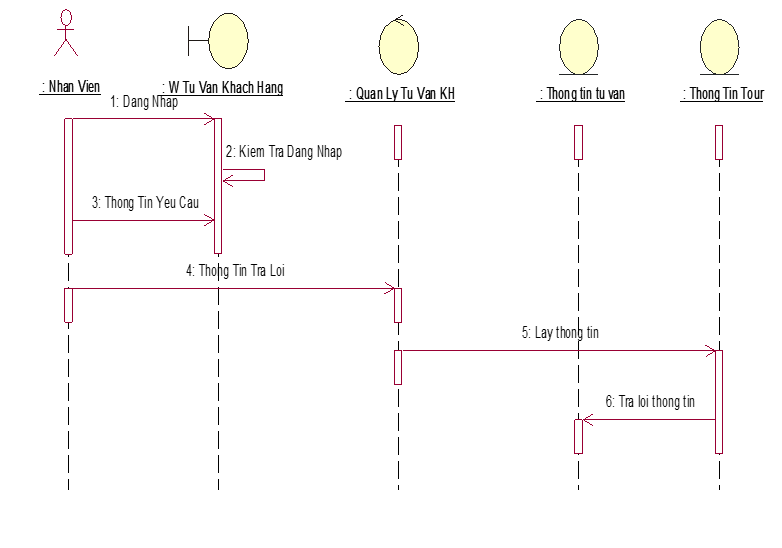 : Nhan Vien
: W Tu Van Khach Hang
: Quan Ly Tu Van KH
: Thong tin tu van
: Thong Tin Tour
1: Dang Nhap
2: Kiem Tra Dang Nhap
3: Thong Tin Yeu Cau
4: Thong Tin Tra Loi
5: Lay thong tin
6: Tra loi thong tin